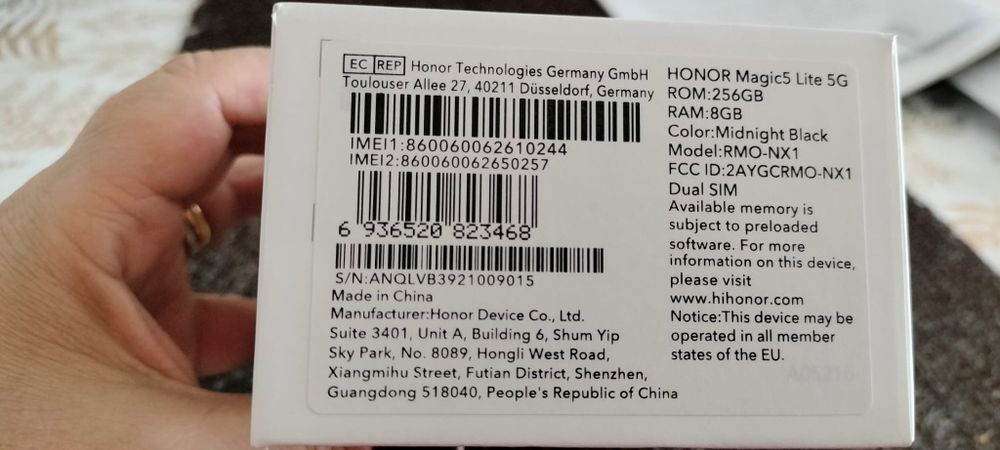 EC REP Honor Technologies Germany GmbH
Toulouser Allee 27, 40211 Düsseldorf, Germany
IMEI1:860060062610244
IMEI2:860060062650257
6 936520 823468
S/N:ANQLVB3921009015
Made in China
Manufacturer:Honor Device Co., Ltd.
Suite 3401, Unit A, Building 6, Shum Yip
Sky Park, No. 8089, Hongli West Road,
Xiangmihu Street, Futian District, Shenzhen,
Guangdong 518040, People's Republic of China
HONOR Magic5 Lite 5G
ROM:256GB
RAM:8GB
Color:Midnight Black
Model:RMO-NX1
FCC ID:2AYGCRMO-NX1
Dual SIM
Available memory is
subject to preloaded
software. For more
information on this device,
please visit
www.hihonor.com
Notice:This device may be
operated in all member
states of the EU.